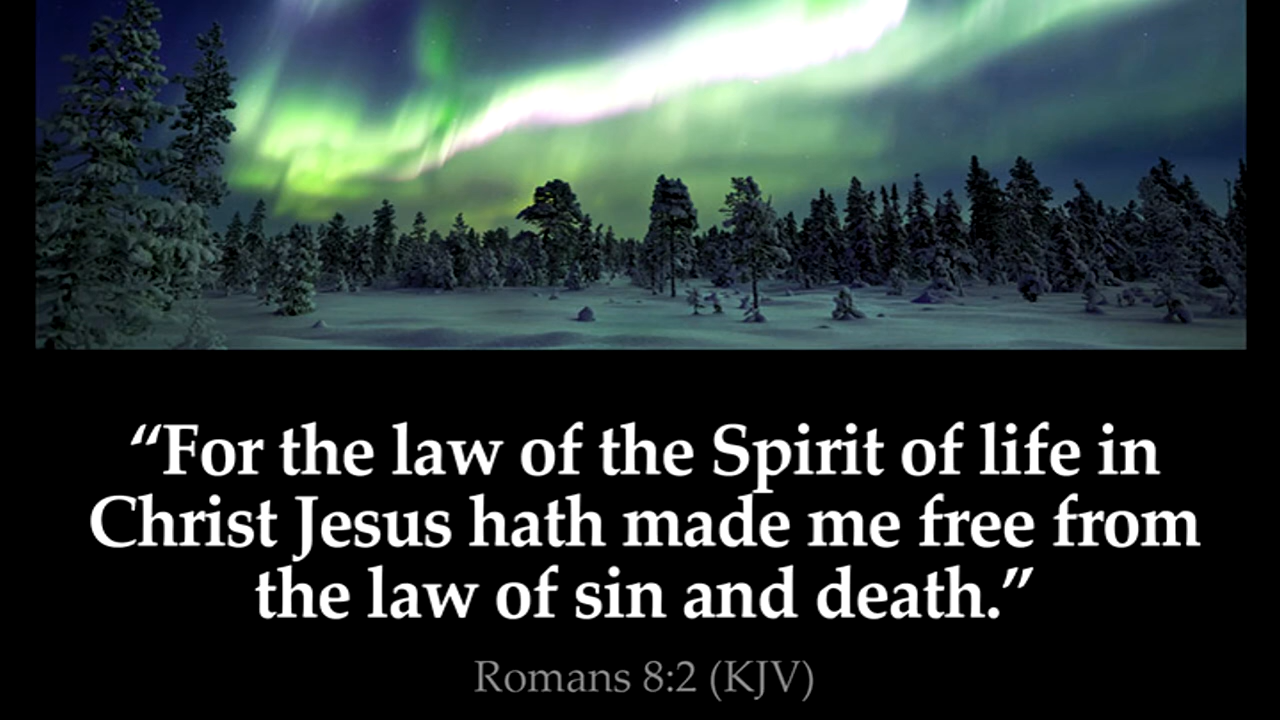 “For the law of the Spirit of life in
Christ Jesus hath made me free from
the law of sin and death.”
Romans 8:2 (KJV)